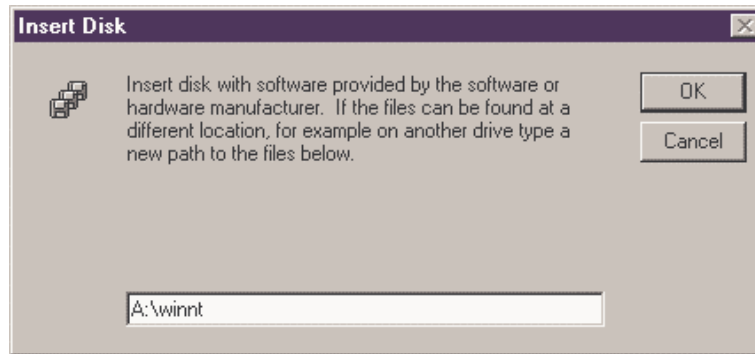 Insert Disk
Insert disk with software provided by the software or
hardware manufacturer. If the files can be found at a
different location, for example on another drive type a
new path to the files below.
OK
Cancel
A:\winnt